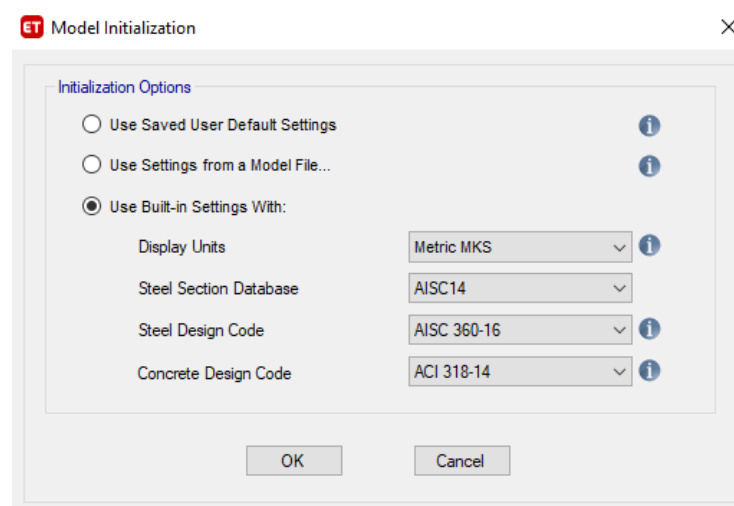 ET Model Initialization
Initialization Options
Use Saved User Default Settings
Use Settings from a Model File...
Use Built-in Settings With:
Display Units Metric MKS
Steel Section Database AISC14
Steel Design Code AISC 360-16
Concrete Design Code ACI 318-14
OK Cancel